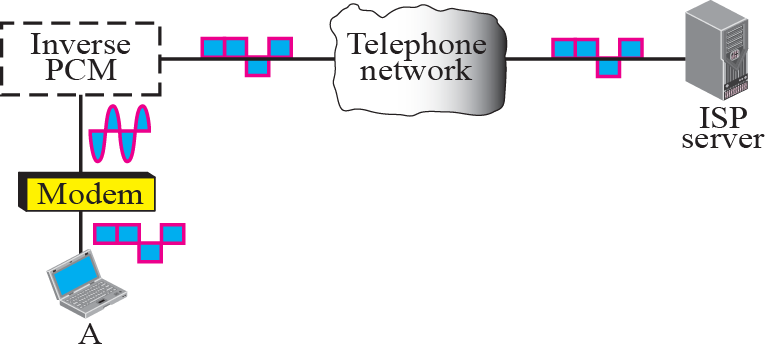 Inverse
PCM
Telephone
network
ISP
server
Modem
A